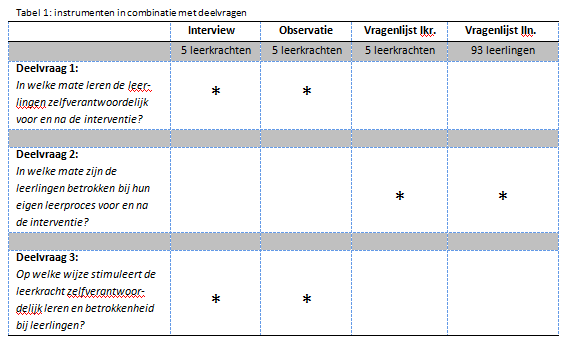 Tabel 1: instrumenten in combinatie met deelvragen
Interview Observatie Vragenlijst lkr. Vragenlijst lln.
5 leerkrachten 5 leerkrachten 5 leerkrachten 93 leerlingen
Deelvraag 1:
In welke mate leren de leer-
lingen zelfverantwoordelijk
voor en na de interventie?
* *
Deelvraag 2:
In welke mate zijn de
leerlingen betrokken bij hun
eigen leerproces voor en na
de interventie?
* *
Deelvraag 3:
Op welke wijze stimuleert de
leerkracht zelfverantwoor-
delijk leren en betrokkenheid
bij leerlingen?
* *